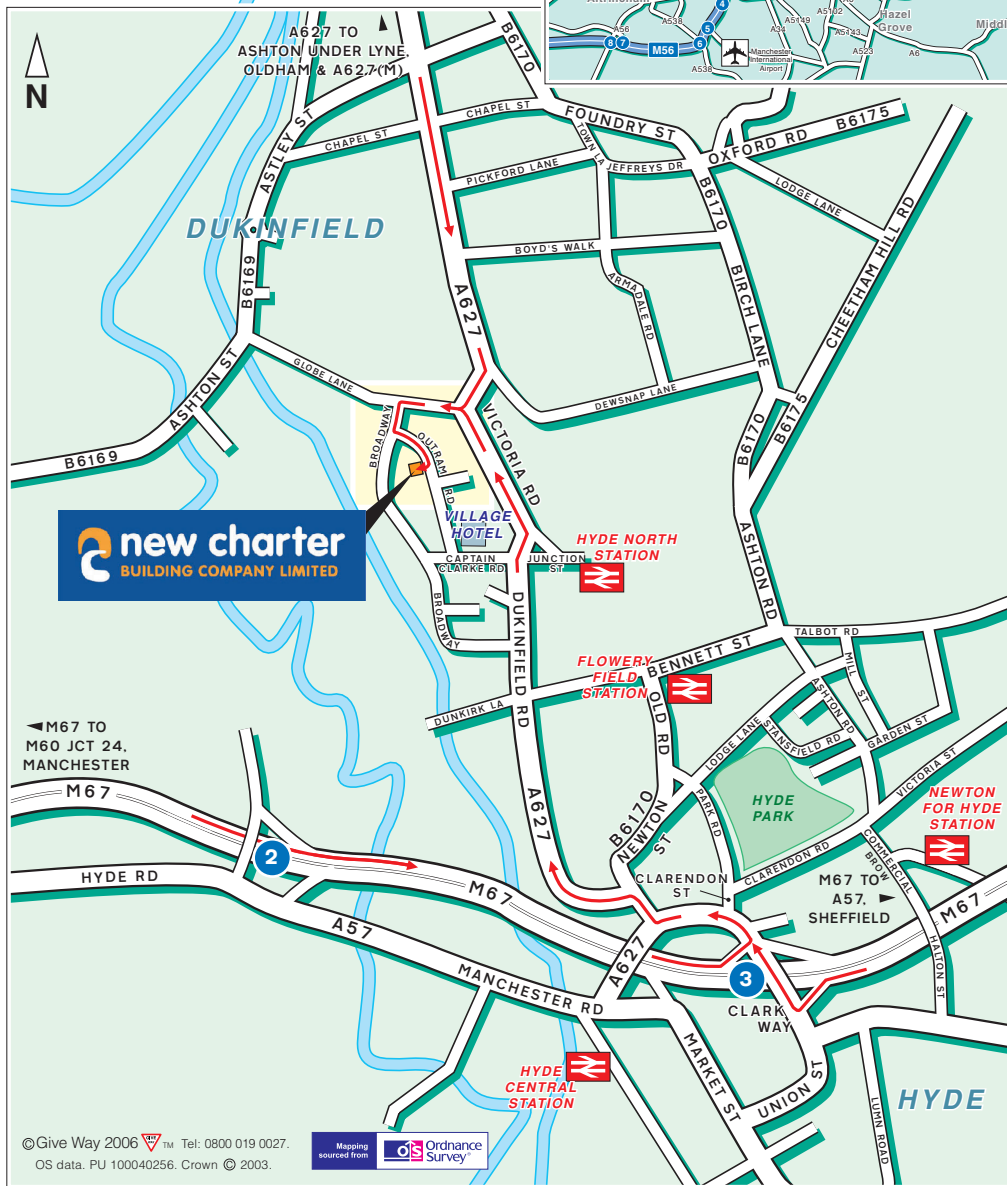 A627 TO
ASHTON UNDER LYNE,
OLDHAM & A627(M)
N
B6170
A56
A538
A5149
A34
A5102
A5143
A523
A6
Hazel
Grove
8
7
M56
6
5
4
A538
Manchester
International
Airport
ASTLEY ST
CHAPEL ST
CHAPEL ST
FOUNDRY ST
TOWN LA
JEFFREYS DR
OXFORD RD
B6175
PICKFORD LANE
LODGE LANE
DUKINFIELD
B6170
BOYD'S WALK
CHEETHAM HILL RD
B6169
A627
ARMADALE RD
BIRCH LANE
ASHTON ST
GLOBE LANE
DEWSNAP LANE
B6175
B6170
B6169
BROADWAY
OUTRAM
RD
VICTORIA RD
VILLAGE
HOTEL
new charter
BUILDING COMPANY LIMITED
CAPTAIN
CLARKE RD
JUNCTION
ST
HYDE NORTH
STATION
ASHTON RD
BROADWAY
DUKINFIELD RD
TALBOT RD
BENNETT ST
FLOWERY
FIELD
STATION
MILL ST
ASHTON RD
DUNKIRK LA
OLD RD
LODGE LANE
STANSFIELD RD
GARDEN ST
M67 TO
M60 JCT 24,
MANCHESTER
VICTORIA ST
M67
A627
B6170
NEWTON
ST
PARK RD
HYDE
PARK
NEWTON
FOR HYDE
STATION
2
CLARENDON RD
COMMERCIAL
BROW
HYDE RD
M67
CLARENDON
ST
M67 TO
A57,
SHEFFIELD
M67
A57
A627
HALTON ST
MANCHESTER RD
3
CLARK
WAY
MARKET ST
UNION ST
HYDE
CENTRAL
STATION
HYDE
LUMN ROAD
©Give Way 2006 TM Tel: 0800 019 0027.
OS data. PU 100040256. Crown © 2003.
Mapping
sourced from
Ordnance
Survey®